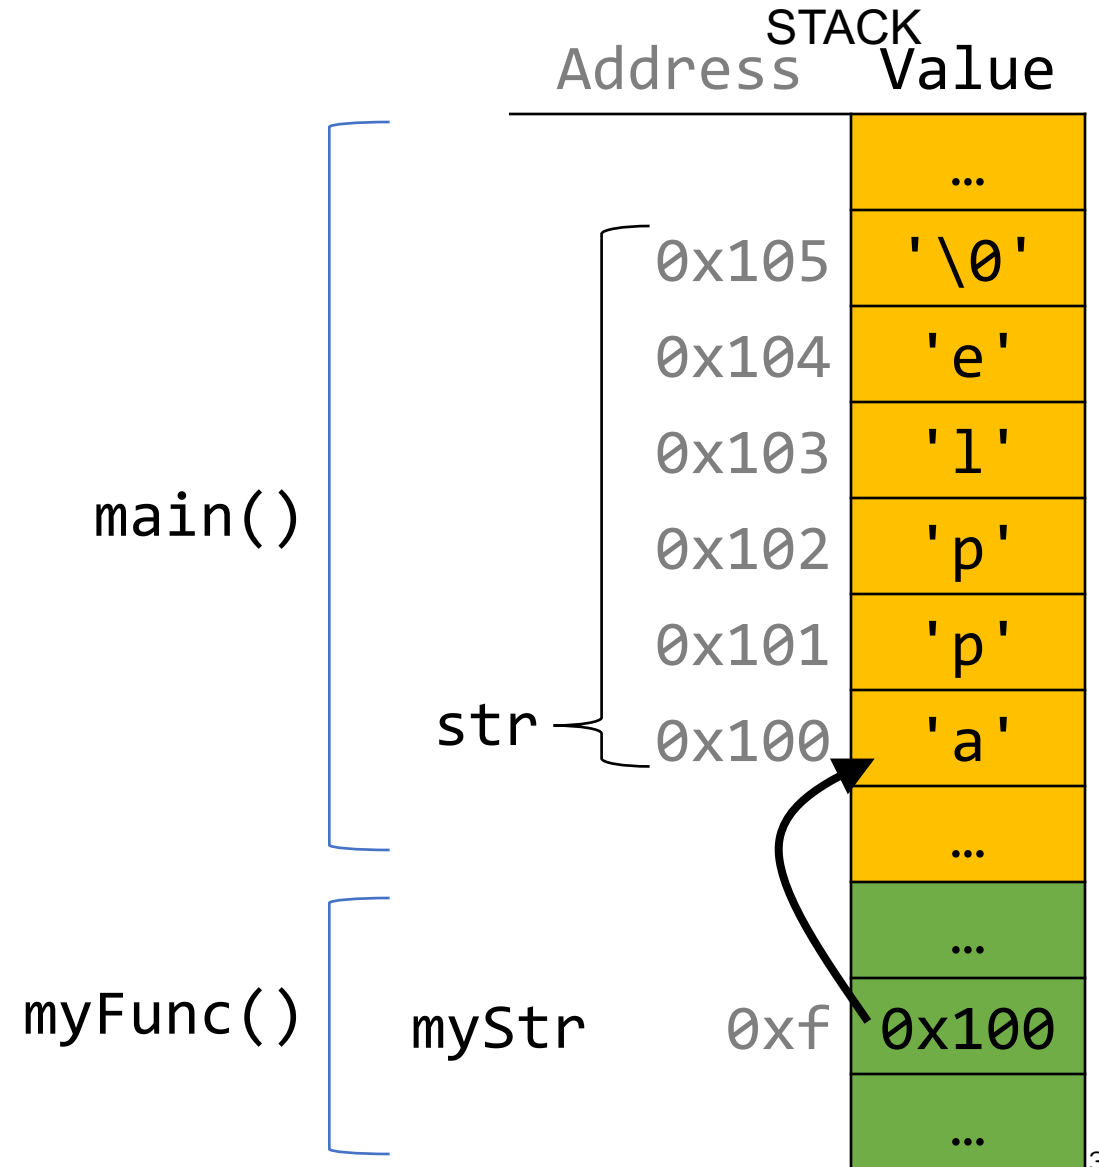 STACK
Address Value
…
0x105 '\0'
0x104 'e'
0x103 'l'
main() 0x102 'p'
0x101 'p'
str 0x100 'a'
…
…
myFunc() myStr 0xf 0x100
…